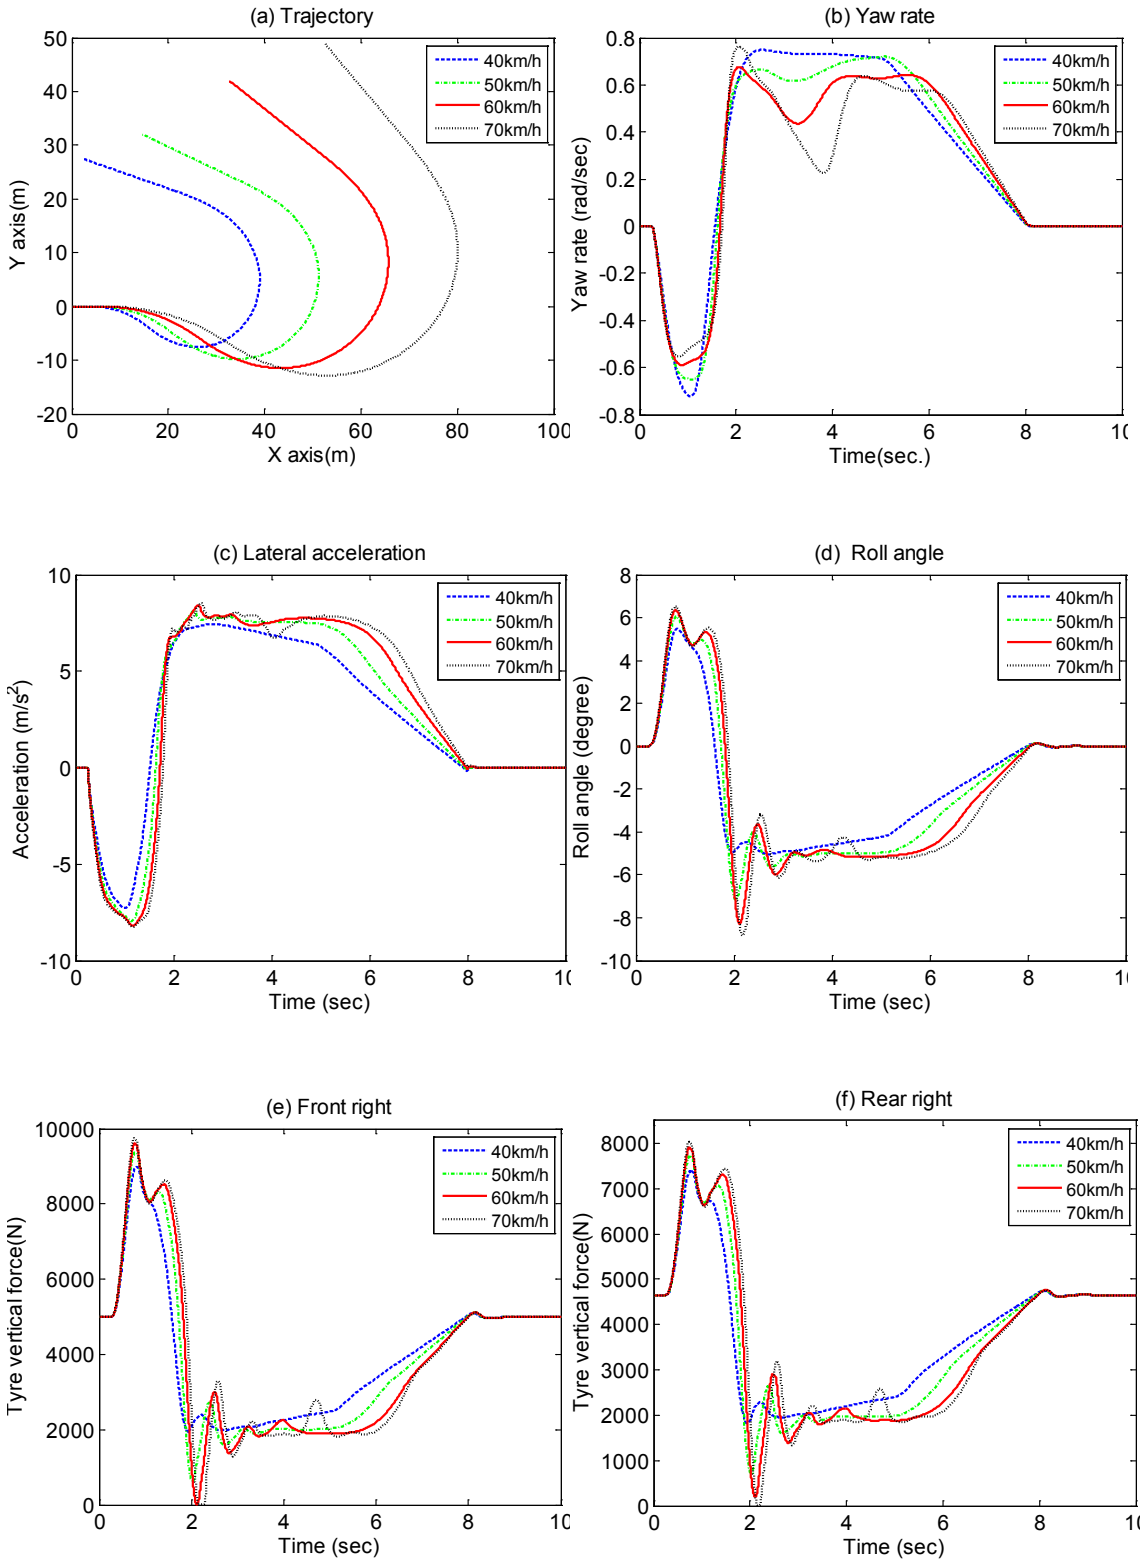 (a) Trajectory
50
40
30
20
10
0
-10
-20
0 20 40 60 80 100
Y axis(m)
X axis(m)
40km/h
50km/h
60km/h
70km/h
(b) Yaw rate
0.8
0.6
0.4
0.2
0
-0.2
-0.4
-0.6
-0.8
0 2 4 6 8 10
Yaw rate (rad/sec)
Time(sec.)
40km/h
50km/h
60km/h
70km/h
(c) Lateral acceleration
10
5
0
-5
-10
0 2 4 6 8 10
Acceleration (m/s²)
Time (sec)
40km/h
50km/h
60km/h
70km/h
(d) Roll angle
8
6
4
2
0
-2
-4
-6
-8
-10
0 2 4 6 8 10
Roll angle (degree)
Time (sec)
40km/h
50km/h
60km/h
70km/h
(e) Front right
10000
8000
6000
4000
2000
0
0 2 4 6 8 10
Tyre vertical force(N)
Time (sec)
40km/h
50km/h
60km/h
70km/h
(f) Rear right
8000
7000
6000
5000
4000
3000
2000
1000
0
0 2 4 6 8 10
Tyre vertical force(N)
Time (sec)
40km/h
50km/h
60km/h
70km/h